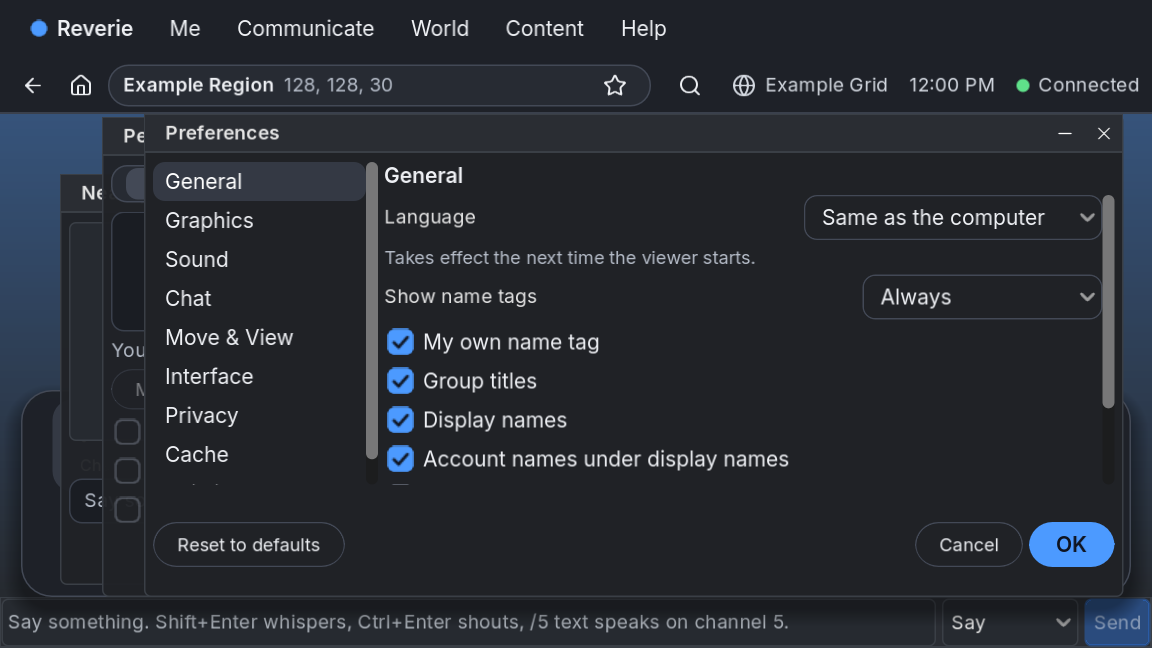 Reverie Me Communicate World Content Help
Example Region 128, 128, 30 Example Grid 12:00 PM Connected
Preferences
General
Graphics
Sound
Chat
Move & View
Interface
Privacy
Cache
General
Language Same as the computer
Takes effect the next time the viewer starts.
Show name tags Always
My own name tag
Group titles
Display names
Account names under display names
Reset to defaults Cancel OK
You
Say something. Shift+Enter whispers, Ctrl+Enter shouts, /5 text speaks on channel 5. Say Send